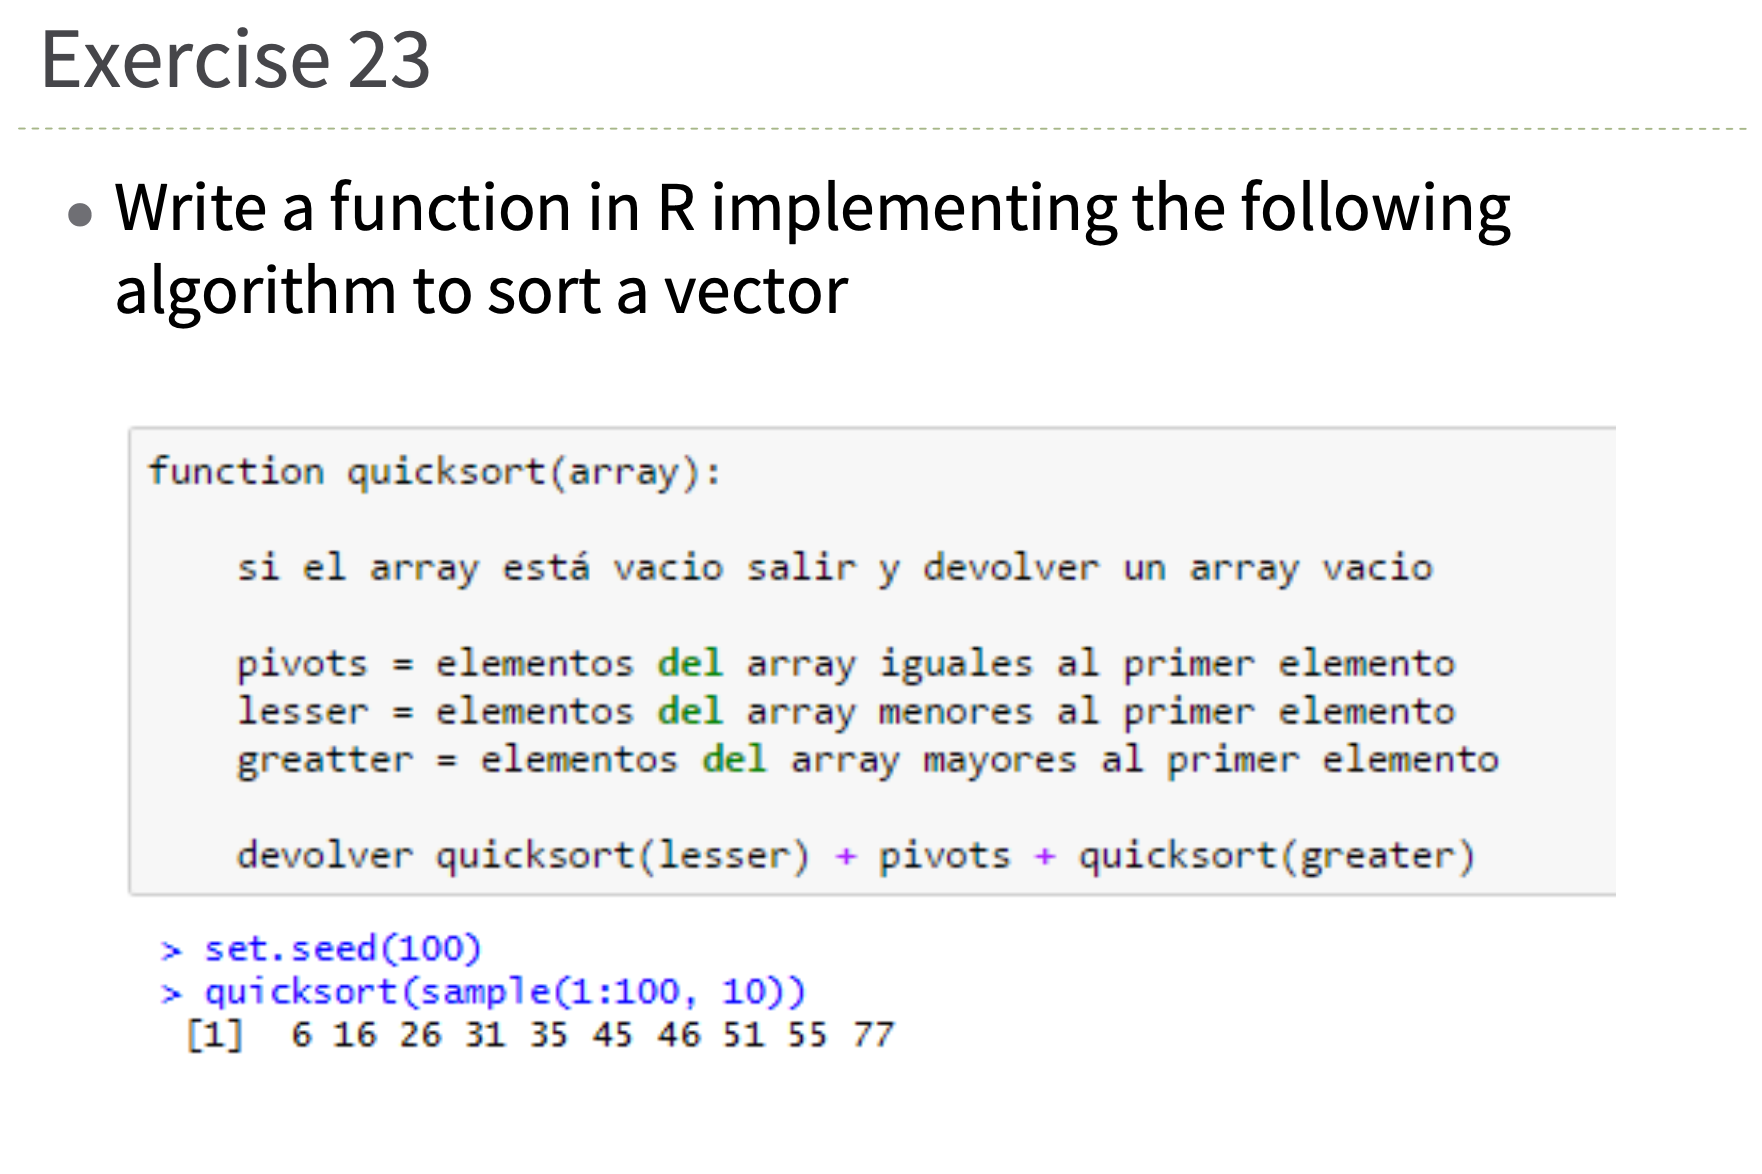 Exercise 23
• Write a function in R implementing the following
algorithm to sort a vector
function quicksort(array):
si el array está vacio salir y devolver un array vacio
pivots = elementos del array iguales al primer elemento
lesser = elementos del array menores al primer elemento
greatter = elementos del array mayores al primer elemento
devolver quicksort(lesser) + pivots + quicksort(greater)
> set.seed(100)
> quicksort(sample(1:100, 10))
[1]  6 16 26 31 35 45 46 51 55 77